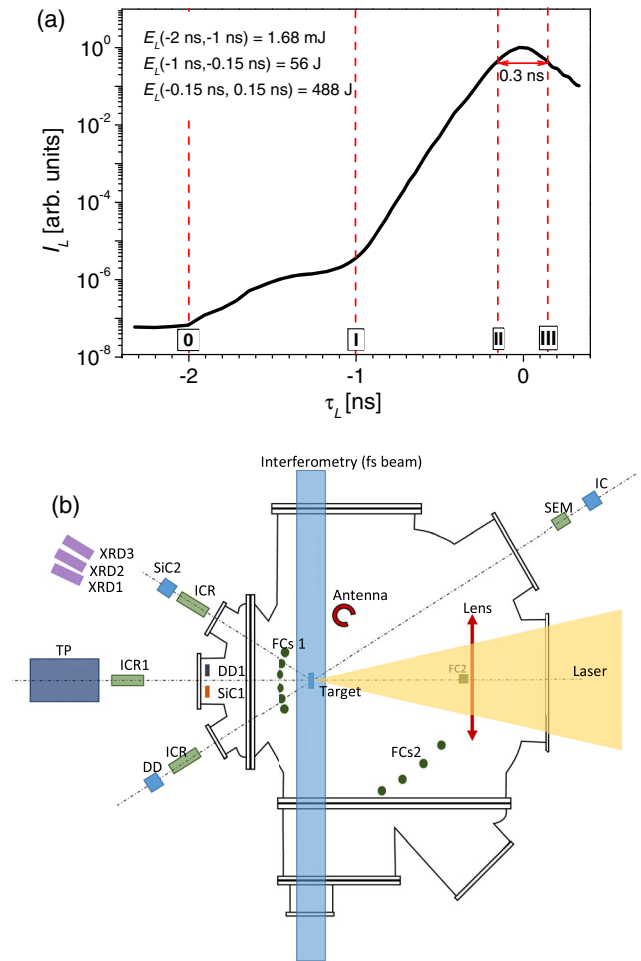 (a)
E_L(-2 ns,-1 ns) = 1.68 mJ
E_L(-1 ns,-0.15 ns) = 56 J
E_L(-0.15 ns, 0.15 ns) = 488 J
0.3 ns
I_L [arb. units]
10^0
10^-2
10^-4
10^-6
10^-8
0
I
II
III
-2
-1
0
τ_L [ns]
(b)
Interferometry (fs beam)
IC
SEM
XRD3
XRD2
XRD1
SiC2
ICR
Antenna
Lens
TP
ICR1
FCs 1
DD1
SiC1
Target
FC2
Laser
FCs2
ICR
DD